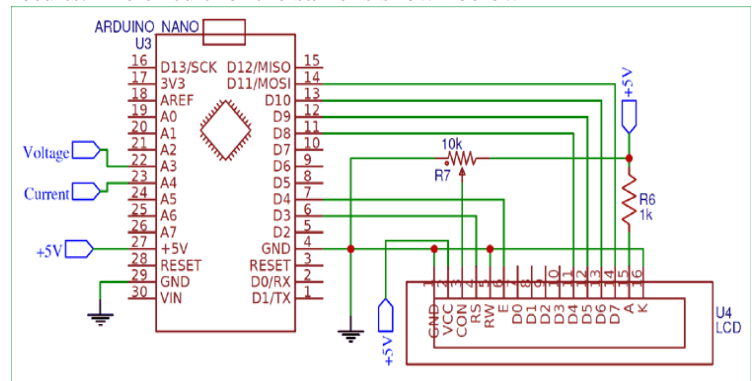 ARDUINO NANO
U3
16 D13/SCK D12/MISO 15
17 3V3 D11/MOSI 14
18 AREF D10 13
19 A0 D9 12
20 A1 D8 11
21 A2 D7 10
22 A3 D6 9
23 A4 D5 8
24 A5 D4 7
25 A6 D3 6
26 A7 D2 5
27 +5V GND 4
28 RESET RESET 3
29 GND D0/RX 2
30 VIN D1/TX 1
Voltage
Current
+5V
10k
R7
+5V
R6
1k
+5V
1 2 3 4 5 6 7 8 9 10 11 12 13 14 15 16
GND VCC CON RS RW E D0 D1 D2 D3 D4 D5 D6 D7 A K
U4
LCD